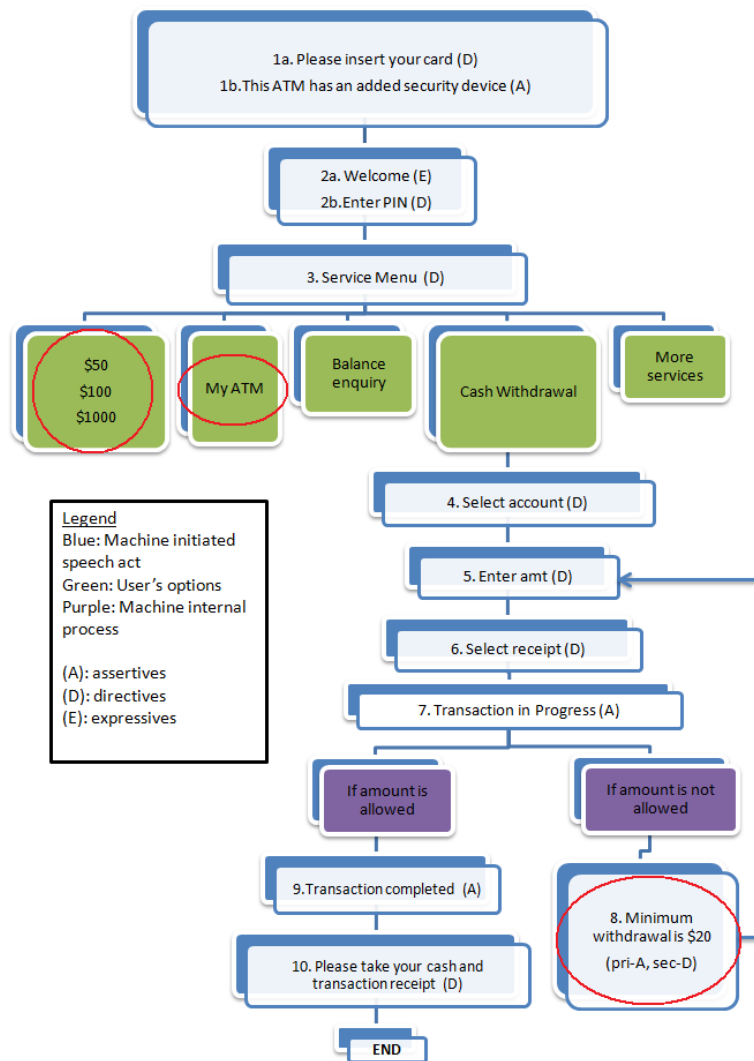 1a. Please insert your card (D)
1b.This ATM has an added security device (A)
2a. Welcome (E)
2b.Enter PIN (D)
3. Service Menu (D)
$50
$100
$1000
My ATM
Balance
enquiry
Cash Withdrawal
More
services
4. Select account (D)
Legend
Blue: Machine initiated
speech act
Green: User's options
Purple: Machine internal
process
(A): assertives
(D): directives
(E): expressives
5. Enter amt (D)
6. Select receipt (D)
7. Transaction in Progress (A)
If amount is
allowed
If amount is not
allowed
9.Transaction completed (A)
8. Minimum
withdrawal is $20
(pri-A, sec-D)
10. Please take your cash and
transaction receipt (D)
END